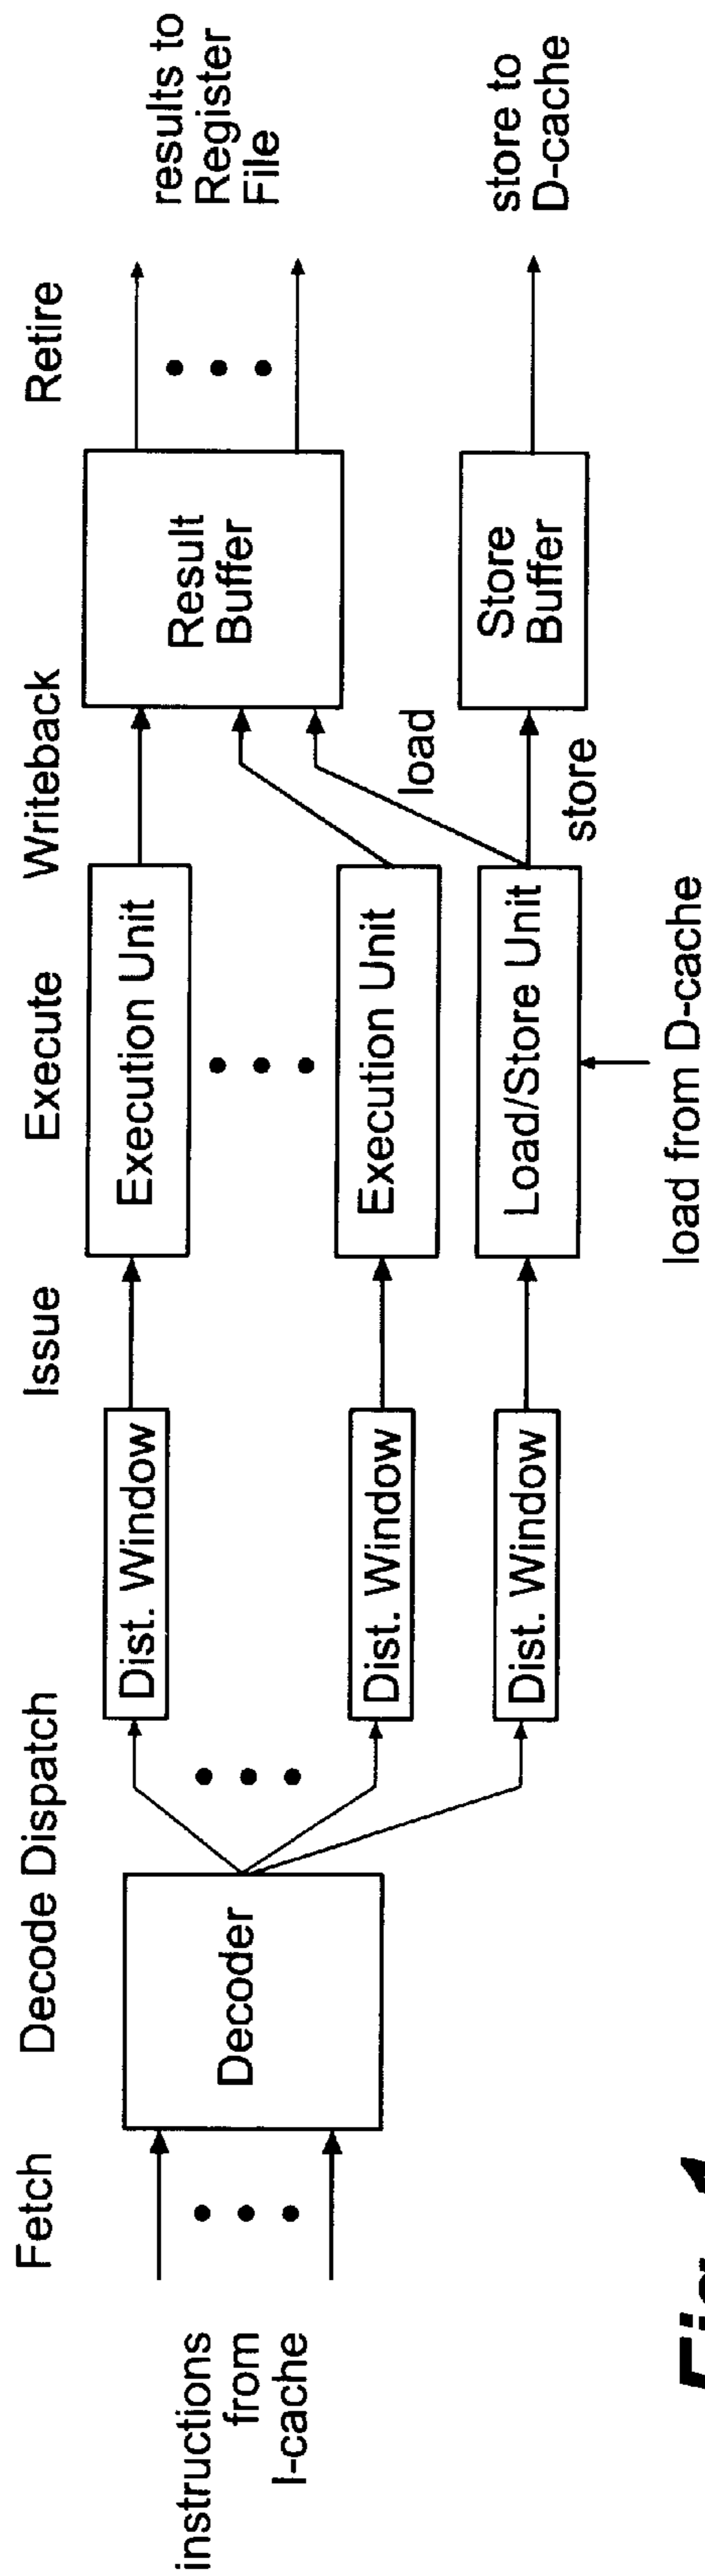 Fetch
Decode Dispatch
Issue
Execute
Writeback
Retire
instructions
from
I-cache
Decoder
Dist. Window
Dist. Window
Dist. Window
Execution Unit
Execution Unit
Load/Store Unit
load from D-cache
load
store
Result
Buffer
Store
Buffer
results to
Register
File
store to
D-cache
Fig. 1